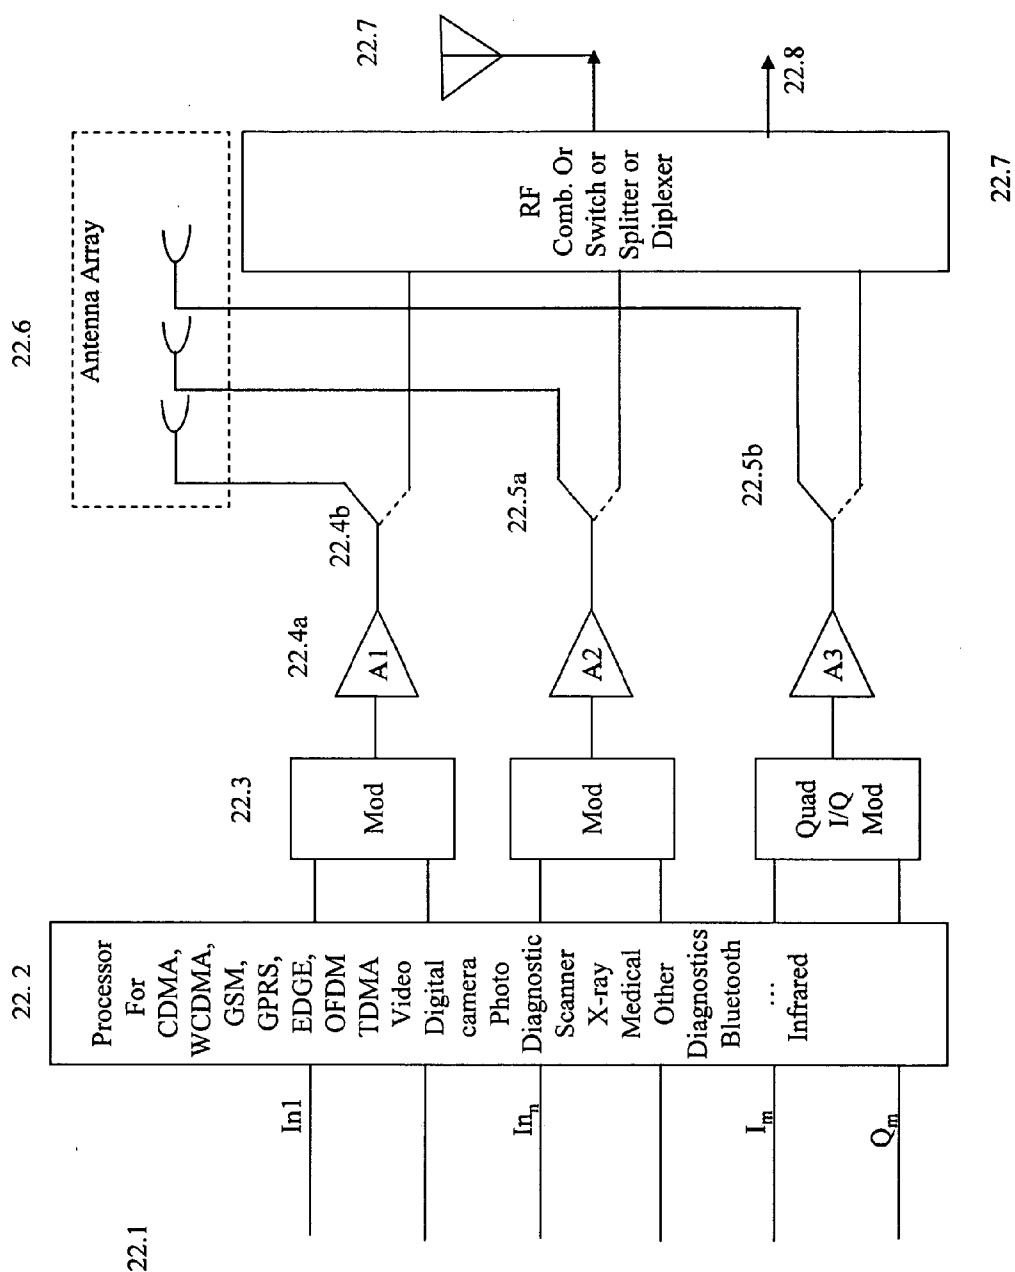 22.1
In1
In_n
I_m
Q_m
22. 2
Processor
For
CDMA,
WCDMA,
GSM,
GPRS,
EDGE,
OFDM
TDMA
Video
Digital
camera
Photo
Diagnostic
Scanner
X-ray
Medical
Other
Diagnostics
Bluetooth
...
Infrared
22.3
Mod
Mod
Quad
I/Q
Mod
22.4a
A1
A2
A3
22.4b
22.5a
22.5b
22.6
Antenna Array
RF
Comb. Or
Switch or
Splitter or
Diplexer
22.7
22.7
22.8